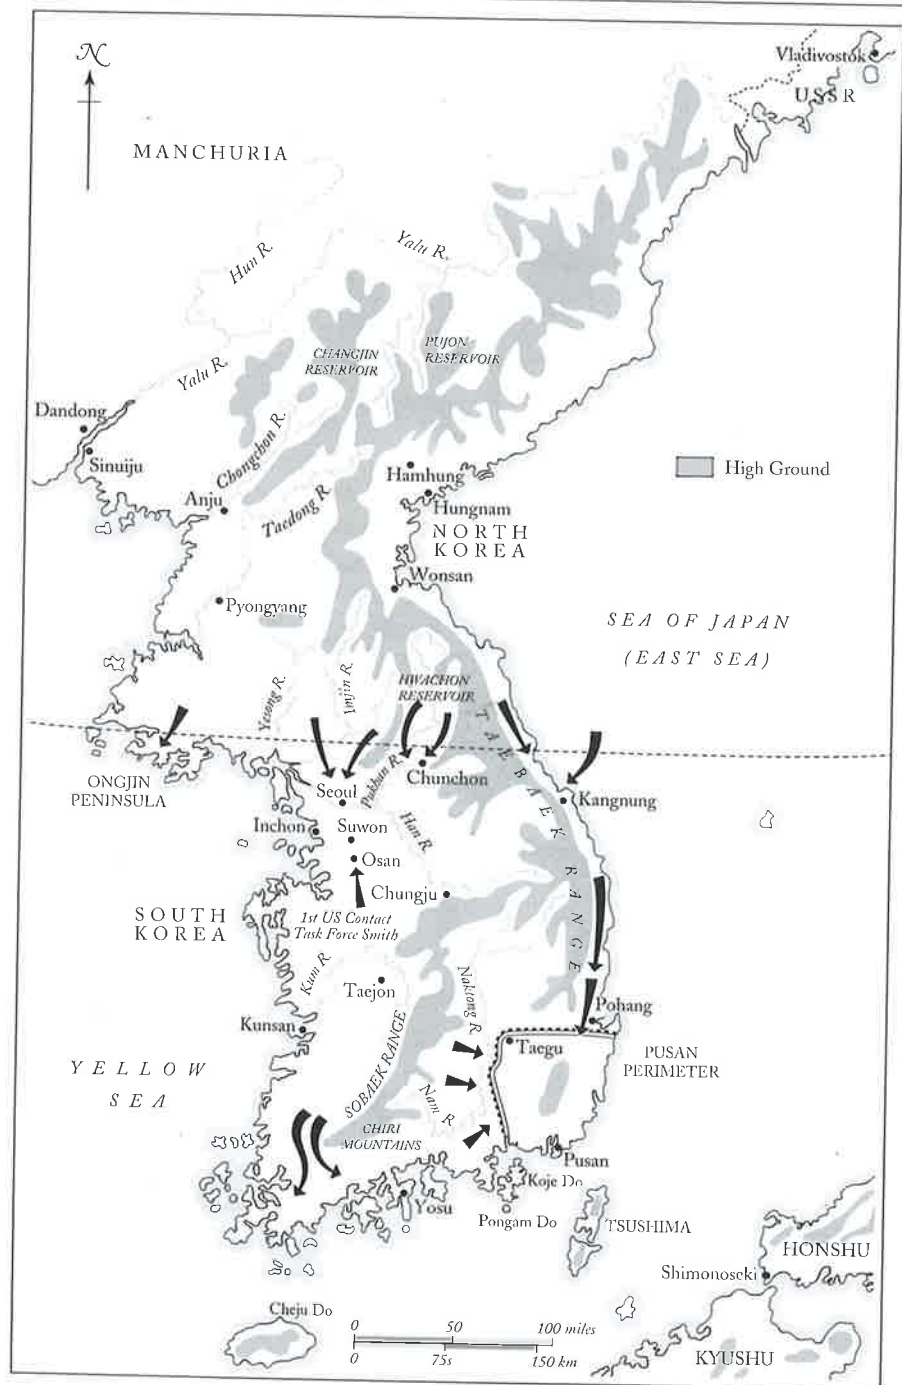 N
Vladivostok
USSR
MANCHURIA
Hun R.
Yalu R.
CHANGJIN
RESERVOIR
PUJON
RESERVOIR
Yalu R.
Dandong
Sinuiju
Chongchon R.
Anju
Taedong R.
Hamhung
Hungnam
High Ground
NORTH
KOREA
Wonsan
Pyongyang
SEA OF JAPAN
(EAST SEA)
Yesong R.
Imjin R.
HWACHON
RESERVOIR
TAEBAEK RANGE
ONGJIN
PENINSULA
Pukhan R.
Chunchon
Seoul
Kangnung
Inchon
Suwon
Han R.
Osan
Chungju
SOUTH
KOREA
1st US Contact
Task Force Smith
Kum R.
Taejon
Naktong R.
Pohang
Kunsan
Taegu
PUSAN
PERIMETER
SOBAEK RANGE
YELLOW
SEA
Nam R.
CHIRI
MOUNTAINS
Pusan
Koje Do
Yosu
Pongam Do
TSUSHIMA
HONSHU
Shimonoseki
Cheju Do
0 50 100 miles
0 75s 150 km
KYUSHU